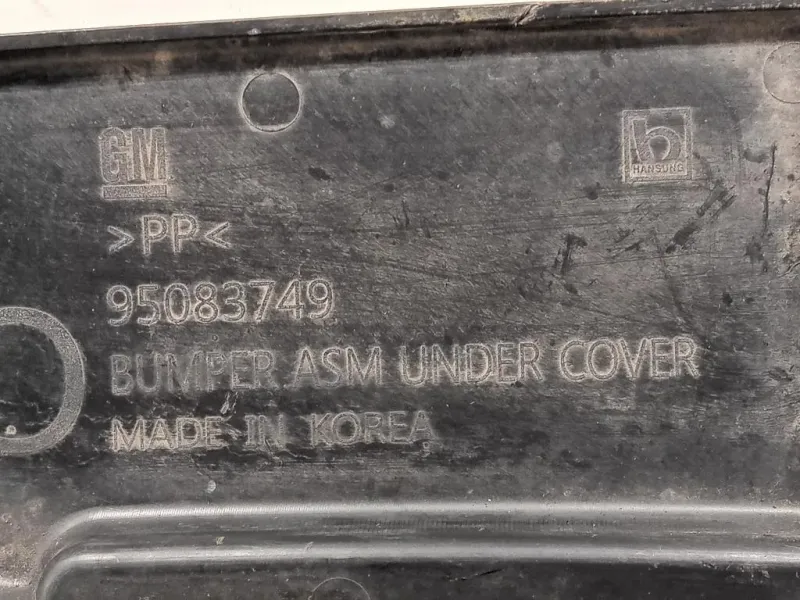 GM
HANSUNG
>PP<
95083749
BUMPER ASM UNDER COVER
MADE IN KOREA